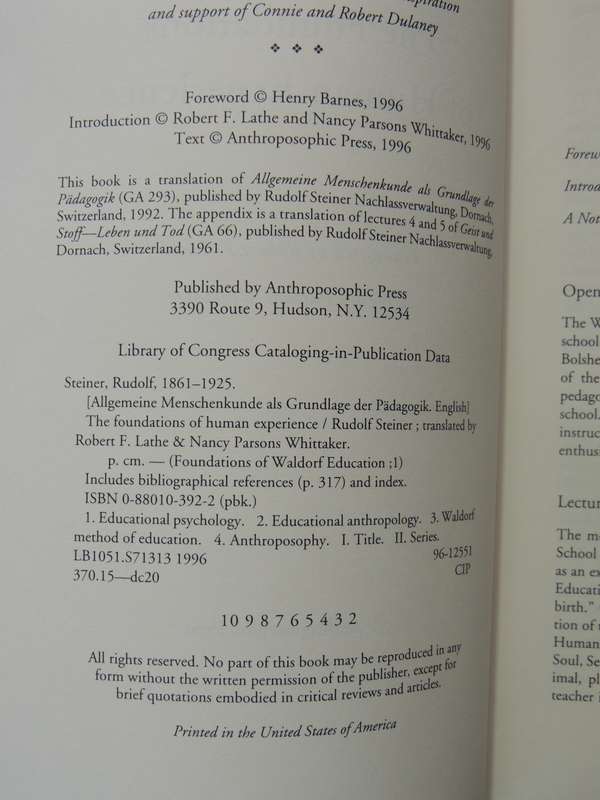 and support of Connie and Robert Dulaney
❖ ❖ ❖
Foreword © Henry Barnes, 1996
Introduction © Robert F. Lathe and Nancy Parsons Whittaker, 1996
Text © Anthroposophic Press, 1996
This book is a translation of Allgemeine Menschenkunde als Grundlage der
Pädagogik (GA 293), published by Rudolf Steiner Nachlassverwaltung, Dornach,
Switzerland, 1992. The appendix is a translation of lectures 4 and 5 of Geist und
Stoff—Leben und Tod (GA 66), published by Rudolf Steiner Nachlassverwaltung,
Dornach, Switzerland, 1961.
Published by Anthroposophic Press
3390 Route 9, Hudson, N.Y. 12534
Library of Congress Cataloging-in-Publication Data
Steiner, Rudolf, 1861–1925.
[Allgemeine Menschenkunde als Grundlage der Pädagogik. English]
The foundations of human experience / Rudolf Steiner ; translated by
Robert F. Lathe & Nancy Parsons Whittaker.
p. cm. — (Foundations of Waldorf Education ;1)
Includes bibliographical references (p. 317) and index.
ISBN 0-88010-392-2 (pbk.)
1. Educational psychology. 2. Educational anthropology. 3. Waldorf
method of education. 4. Anthroposophy. I. Title. II. Series.
LB1051.S71313 1996
96-12551
370.15—dc20
CIP
10 9 8 7 6 5 4 3 2
All rights reserved. No part of this book may be reproduced in any
form without the written permission of the publisher, except for
brief quotations embodied in critical reviews and articles.
Printed in the United States of America
A Not
Open
The W
school
Bolshe
of the
pedago
school.
instruc
enthus
Lectur
The m
School
as an ex
Educati
birth."
tion of
Human
Soul, Se
imal, pl
teacher